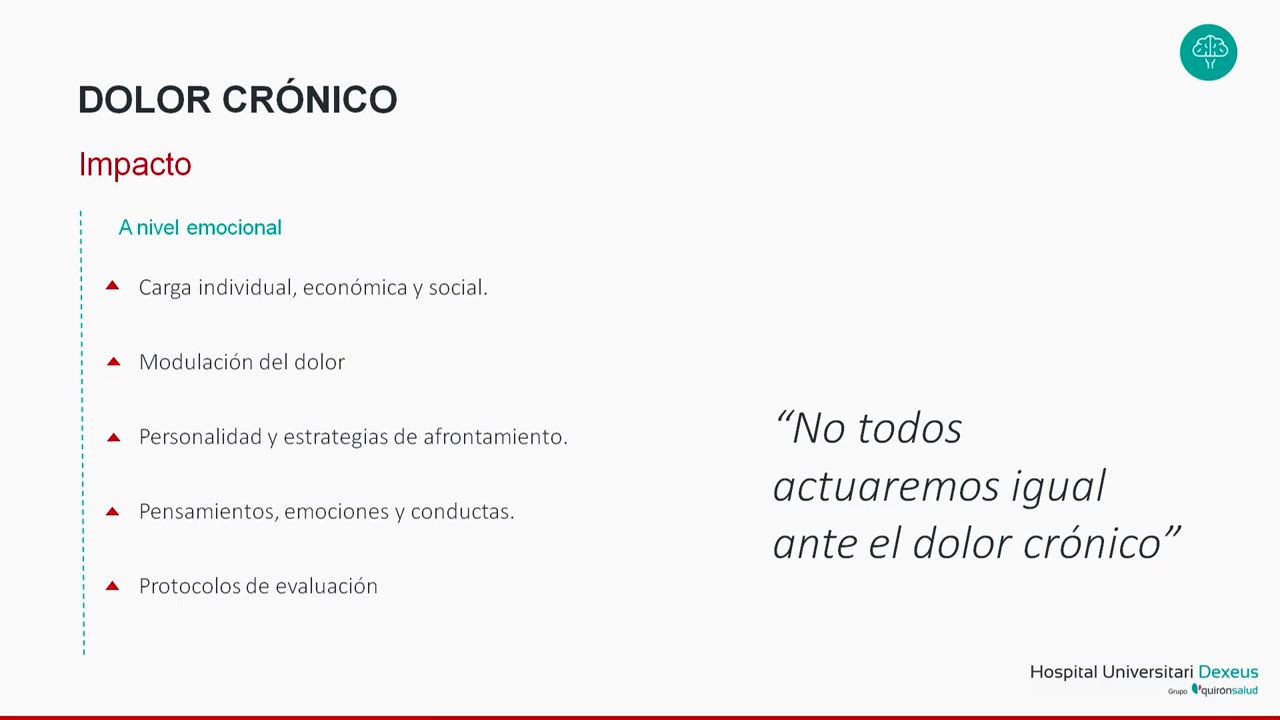 DOLOR CRÓNICO
Impacto
A nivel emocional
Carga individual, económica y social.
Modulación del dolor
Personalidad y estrategias de afrontamiento.
Pensamientos, emociones y conductas.
Protocolos de evaluación
“No todos
actuaremos igual
ante el dolor crónico”
Hospital Universitari Dexeus
Grupo quirónsalud